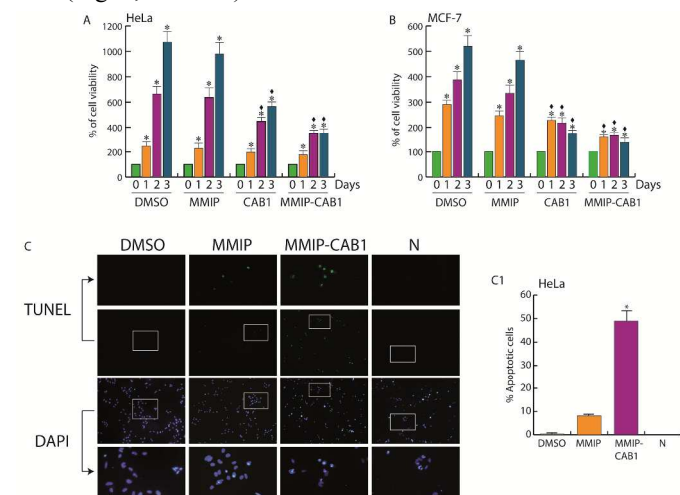 A HeLa
% of cell viability
1200
1000
800
600
400
200
0
* * * * * * * ♦* ♦* * ♦* ♦*
0 1 2 3 0 1 2 3 0 1 2 3 0 1 2 3 Days
DMSO MMIP CAB1 MMIP-CAB1
B MCF-7
% of cell viability
600
500
400
300
200
100
0
* * * * * * ♦* ♦* ♦* ♦* ♦* ♦*
0 1 2 3 0 1 2 3 0 1 2 3 0 1 2 3 Days
DMSO MMIP CAB1 MMIP-CAB1
C DMSO MMIP MMIP-CAB1 N
TUNEL
DAPI
C1 HeLa
% Apoptotic cells
60
50
40
30
20
10
0
*
DMSO MMIP MMIP- N
CAB1